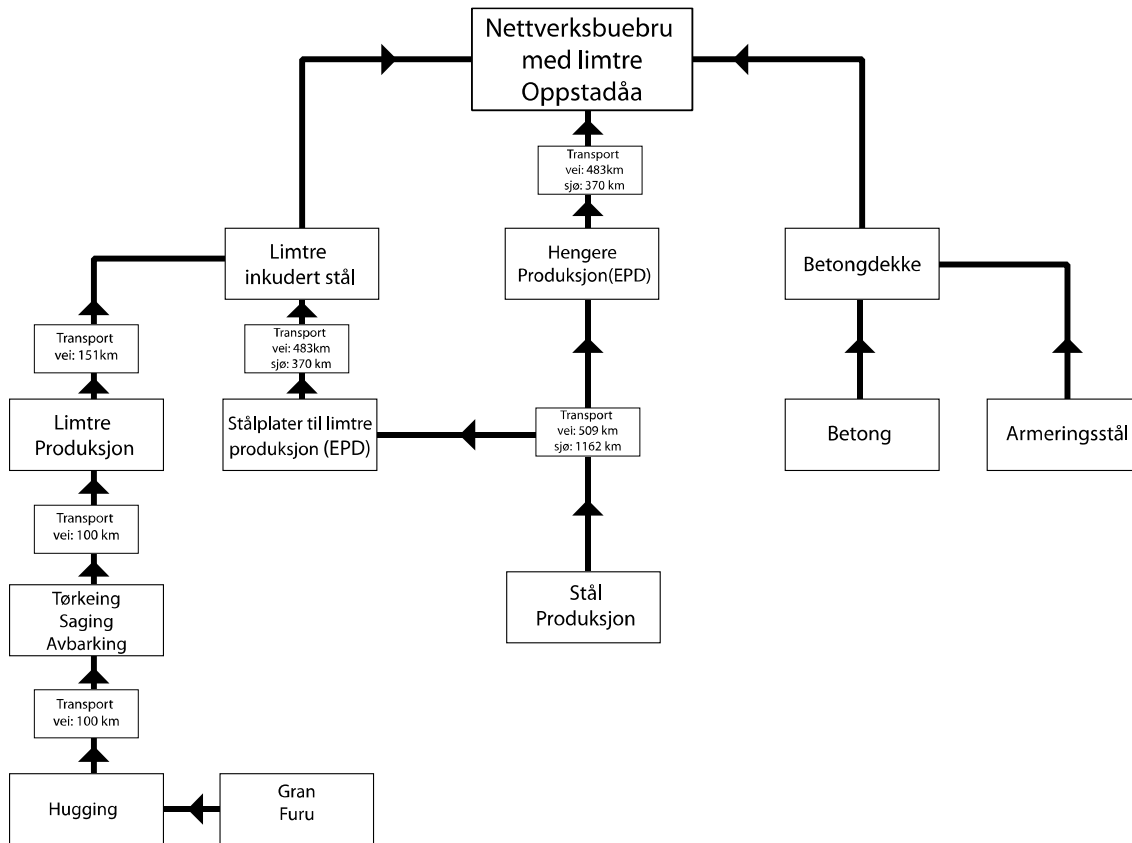 Nettverksbuebru
med limtre
Oppstadåa
Transport
vei: 483km
sjø: 370 km
Limtre
inkudert stål
Hengere
Produksjon(EPD)
Betongdekke
Transport
vei: 151km
Transport
vei: 483km
sjø: 370 km
Limtre
Produksjon
Stålplater til limtre
produksjon (EPD)
Transport
vei: 509 km
sjø: 1162 km
Betong
Armeringsstål
Transport
vei: 100 km
Tørkeing
Saging
Avbarking
Stål
Produksjon
Transport
vei: 100 km
Hugging
Gran
Furu